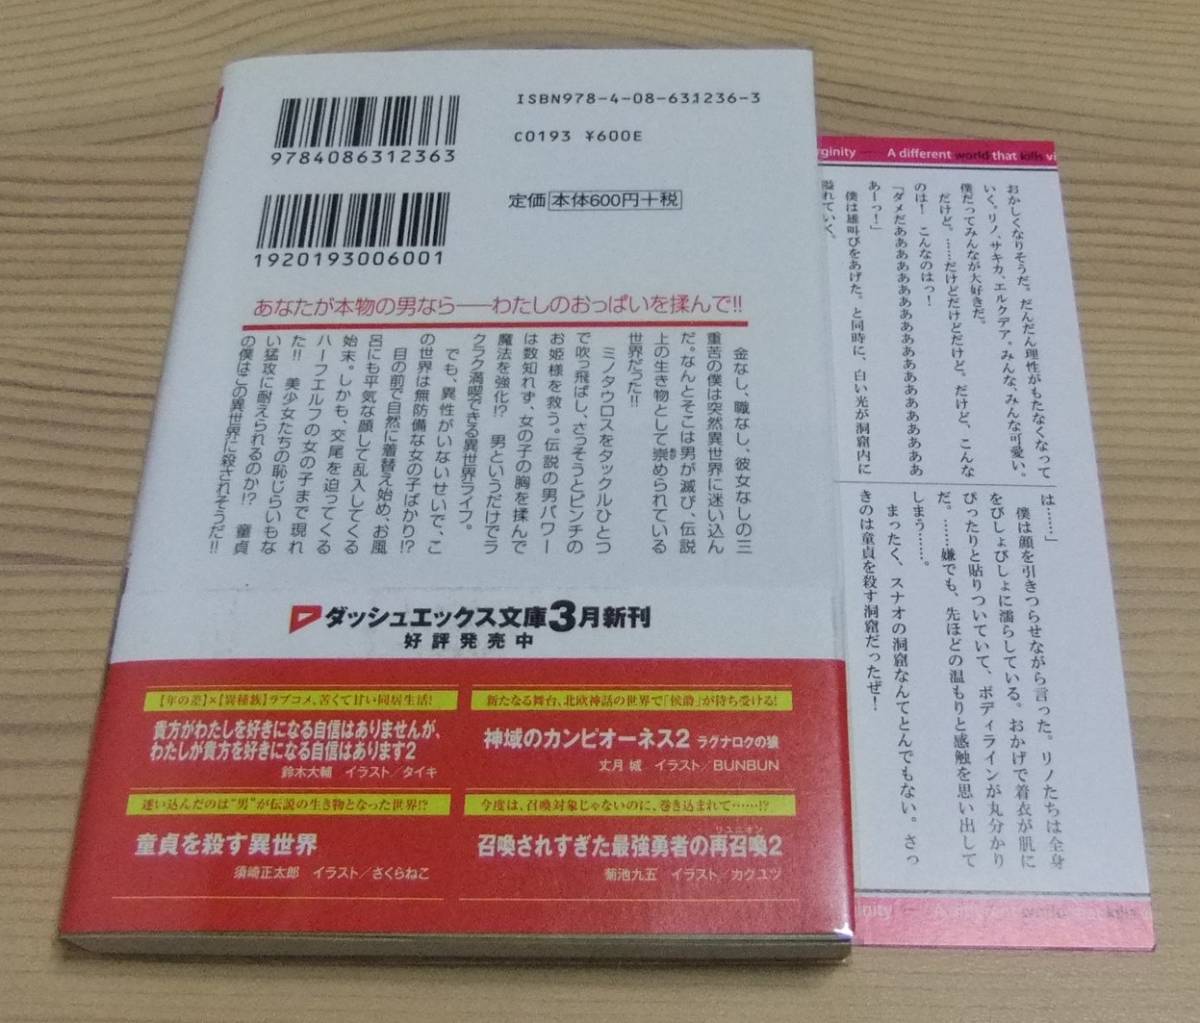 ISBN978-4-08-631236-3
9784086312363
C0193 ¥600E
定価 本体600円+税
1920193006001
あなたが本物の男なら――わたしのおっぱいを揉んで!!
金なし、職なし、彼女なしの三
重苦の僕は突然異世界に迷い込ん
だ。なんとそこは男が滅び、伝説
上の生き物として崇められている
世界だった!!
ミノタウロスをタックルひとつ
で吹っ飛ばし、さっそうとピンチの
お姫様を救う。伝説の男パワー
は数知れず、女の子の胸を揉んで
魔法を強化!? 男というだけでラ
クラク満喫できる異世界ライフ。
でも、異性がいないせいで、こ
の世界は無防備な女の子ばかり!?
目の前で自然に着替え始め、お風
呂にも平気な顔して乱入してくる
始末。しかも、交尾を迫ってくる
ハーフエルフの女の子まで現れ
た!! 美少女たちの恥じらいもな
い猛攻に耐えられるのか!? 童貞
の僕はこの異世界に殺されそうだ!!
ダッシュエックス文庫3月新刊
好評発売中
【年の差】×【異種族】ラブコメ、苦くて甘い同居生活!
貴方がわたしを好きになる自信はありませんが、
わたしが貴方を好きになる自信はあります2
鈴木大輔 イラスト/タイキ
新たなる舞台、北欧神話の世界で「侯爵」が待ち受ける!
神域のカンピオーネス2 ラグナロクの狼
丈月 城 イラスト/BUNBUN
迷い込んだのは“男”が伝説の生き物となった世界!?
童貞を殺す異世界
須崎正太郎 イラスト/さくらねこ
今度は、召喚対象じゃないのに、巻き込まれて……!?
召喚されすぎた最強勇者の再召喚2
リユニオン
菊池九五 イラスト/カグユヅ
rginity ― A different world that kills vi
おかしくなりそうだ。だんだん理性がもたなくなって
いく。リノ、サキカ、エルクデア。みんな、みんな可愛い。
僕だってみんなが大好きだ。
だけど。……だけどだけど。だけど、こんな
のは! こんなのはっ!
「ダメだああああああああああああああああああああ
あーっ!」
僕は雄叫びをあげた。と同時に、白い光が洞窟内に
溢れていく。
は……」
僕は顔を引きつらせながら言った。リノたちは全身
をびしょびしょに濡らしている。おかげで着衣が肌に
ぴったりと貼りついていて、ボディラインが丸分かり
だ。……嫌でも、先ほどの温もりと感触を思い出して
しまう……。
まったく、スナオの洞窟なんてとんでもない。さっ
きのは童貞を殺す洞窟だったぜ!